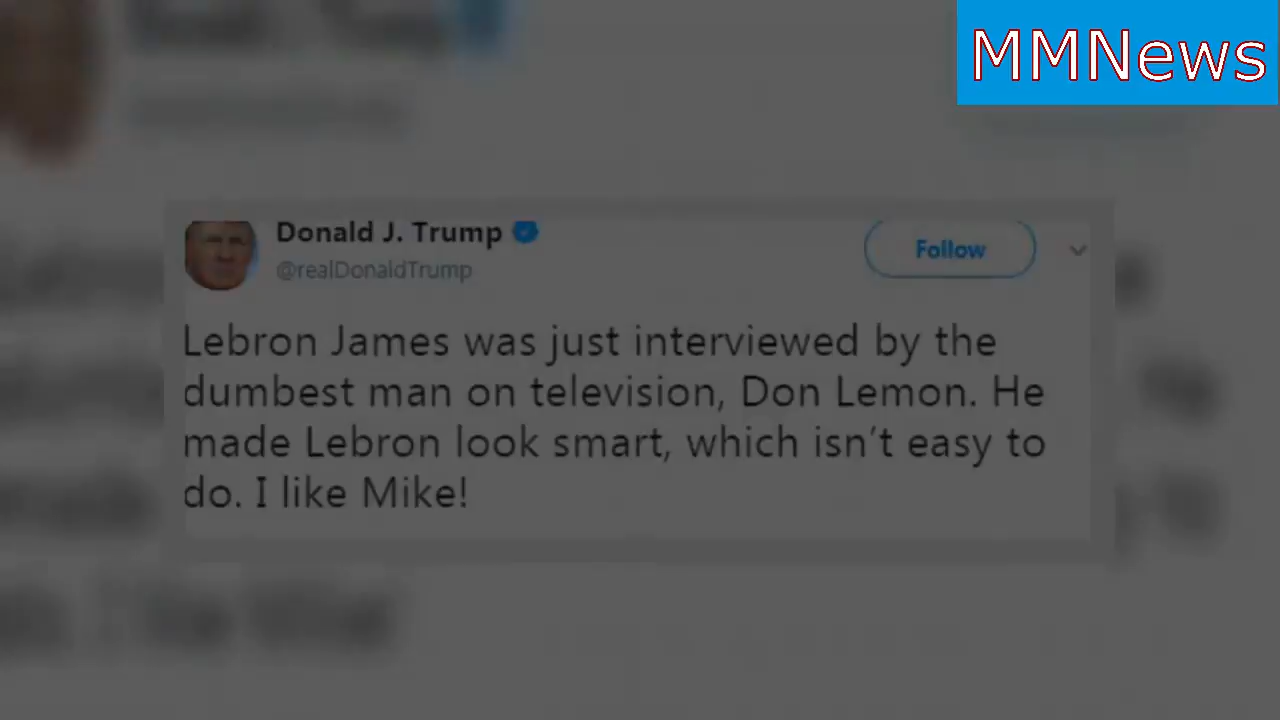 MMNews
Donald J. Trump
@realDonaldTrump
Follow
Lebron James was just interviewed by the
dumbest man on television, Don Lemon. He
made Lebron look smart, which isn’t easy to
do. I like Mike!